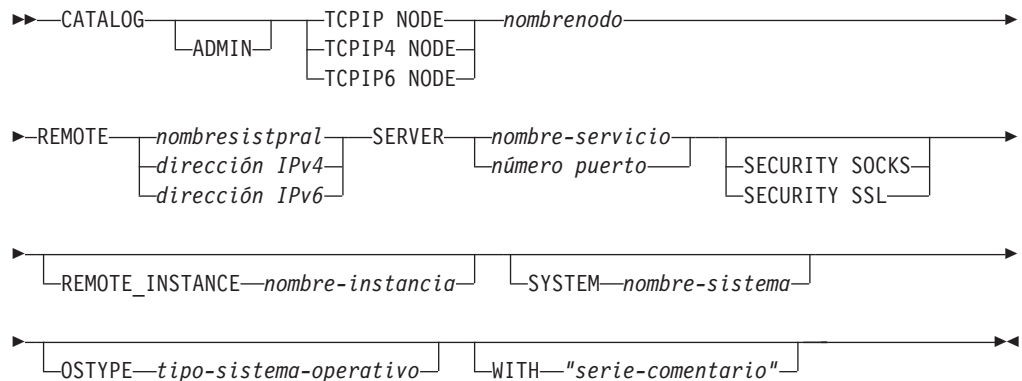 CATALOG TCPIP NODE nombrenodo
ADMIN TCPIP4 NODE
TCPIP6 NODE
REMOTE nombresistpral SERVER nombre-servicio
dirección IPv4 número puerto SECURITY SOCKS
dirección IPv6 SECURITY SSL
REMOTE_INSTANCE nombre-instancia SYSTEM nombre-sistema
OSTYPE tipo-sistema-operativo WITH "serie-comentario"